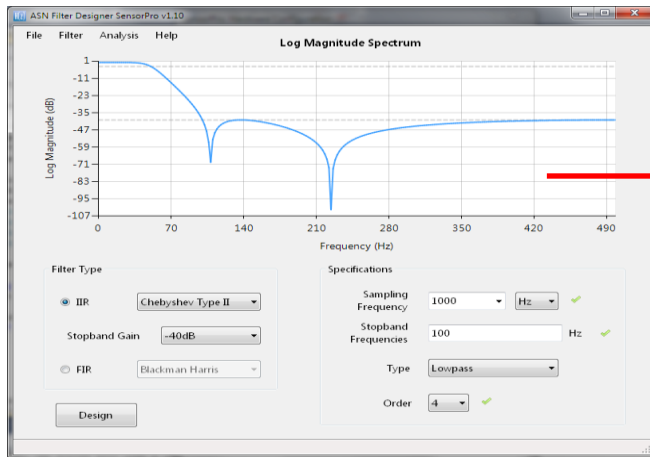 ASN Filter Designer SensorPro v1.10
File Filter Analysis Help
Log Magnitude Spectrum
Log Magnitude (dB)
1
-11
-23
-35
-47
-59
-71
-83
-95
-107
0 70 140 210 280 350 420 490
Frequency (Hz)
Filter Type
IIR Chebyshev Type II
Stopband Gain -40dB
FIR Blackman Harris
Design
Specifications
Sampling Frequency 1000 Hz
Stopband Frequencies 100 Hz
Type Lowpass
Order 4